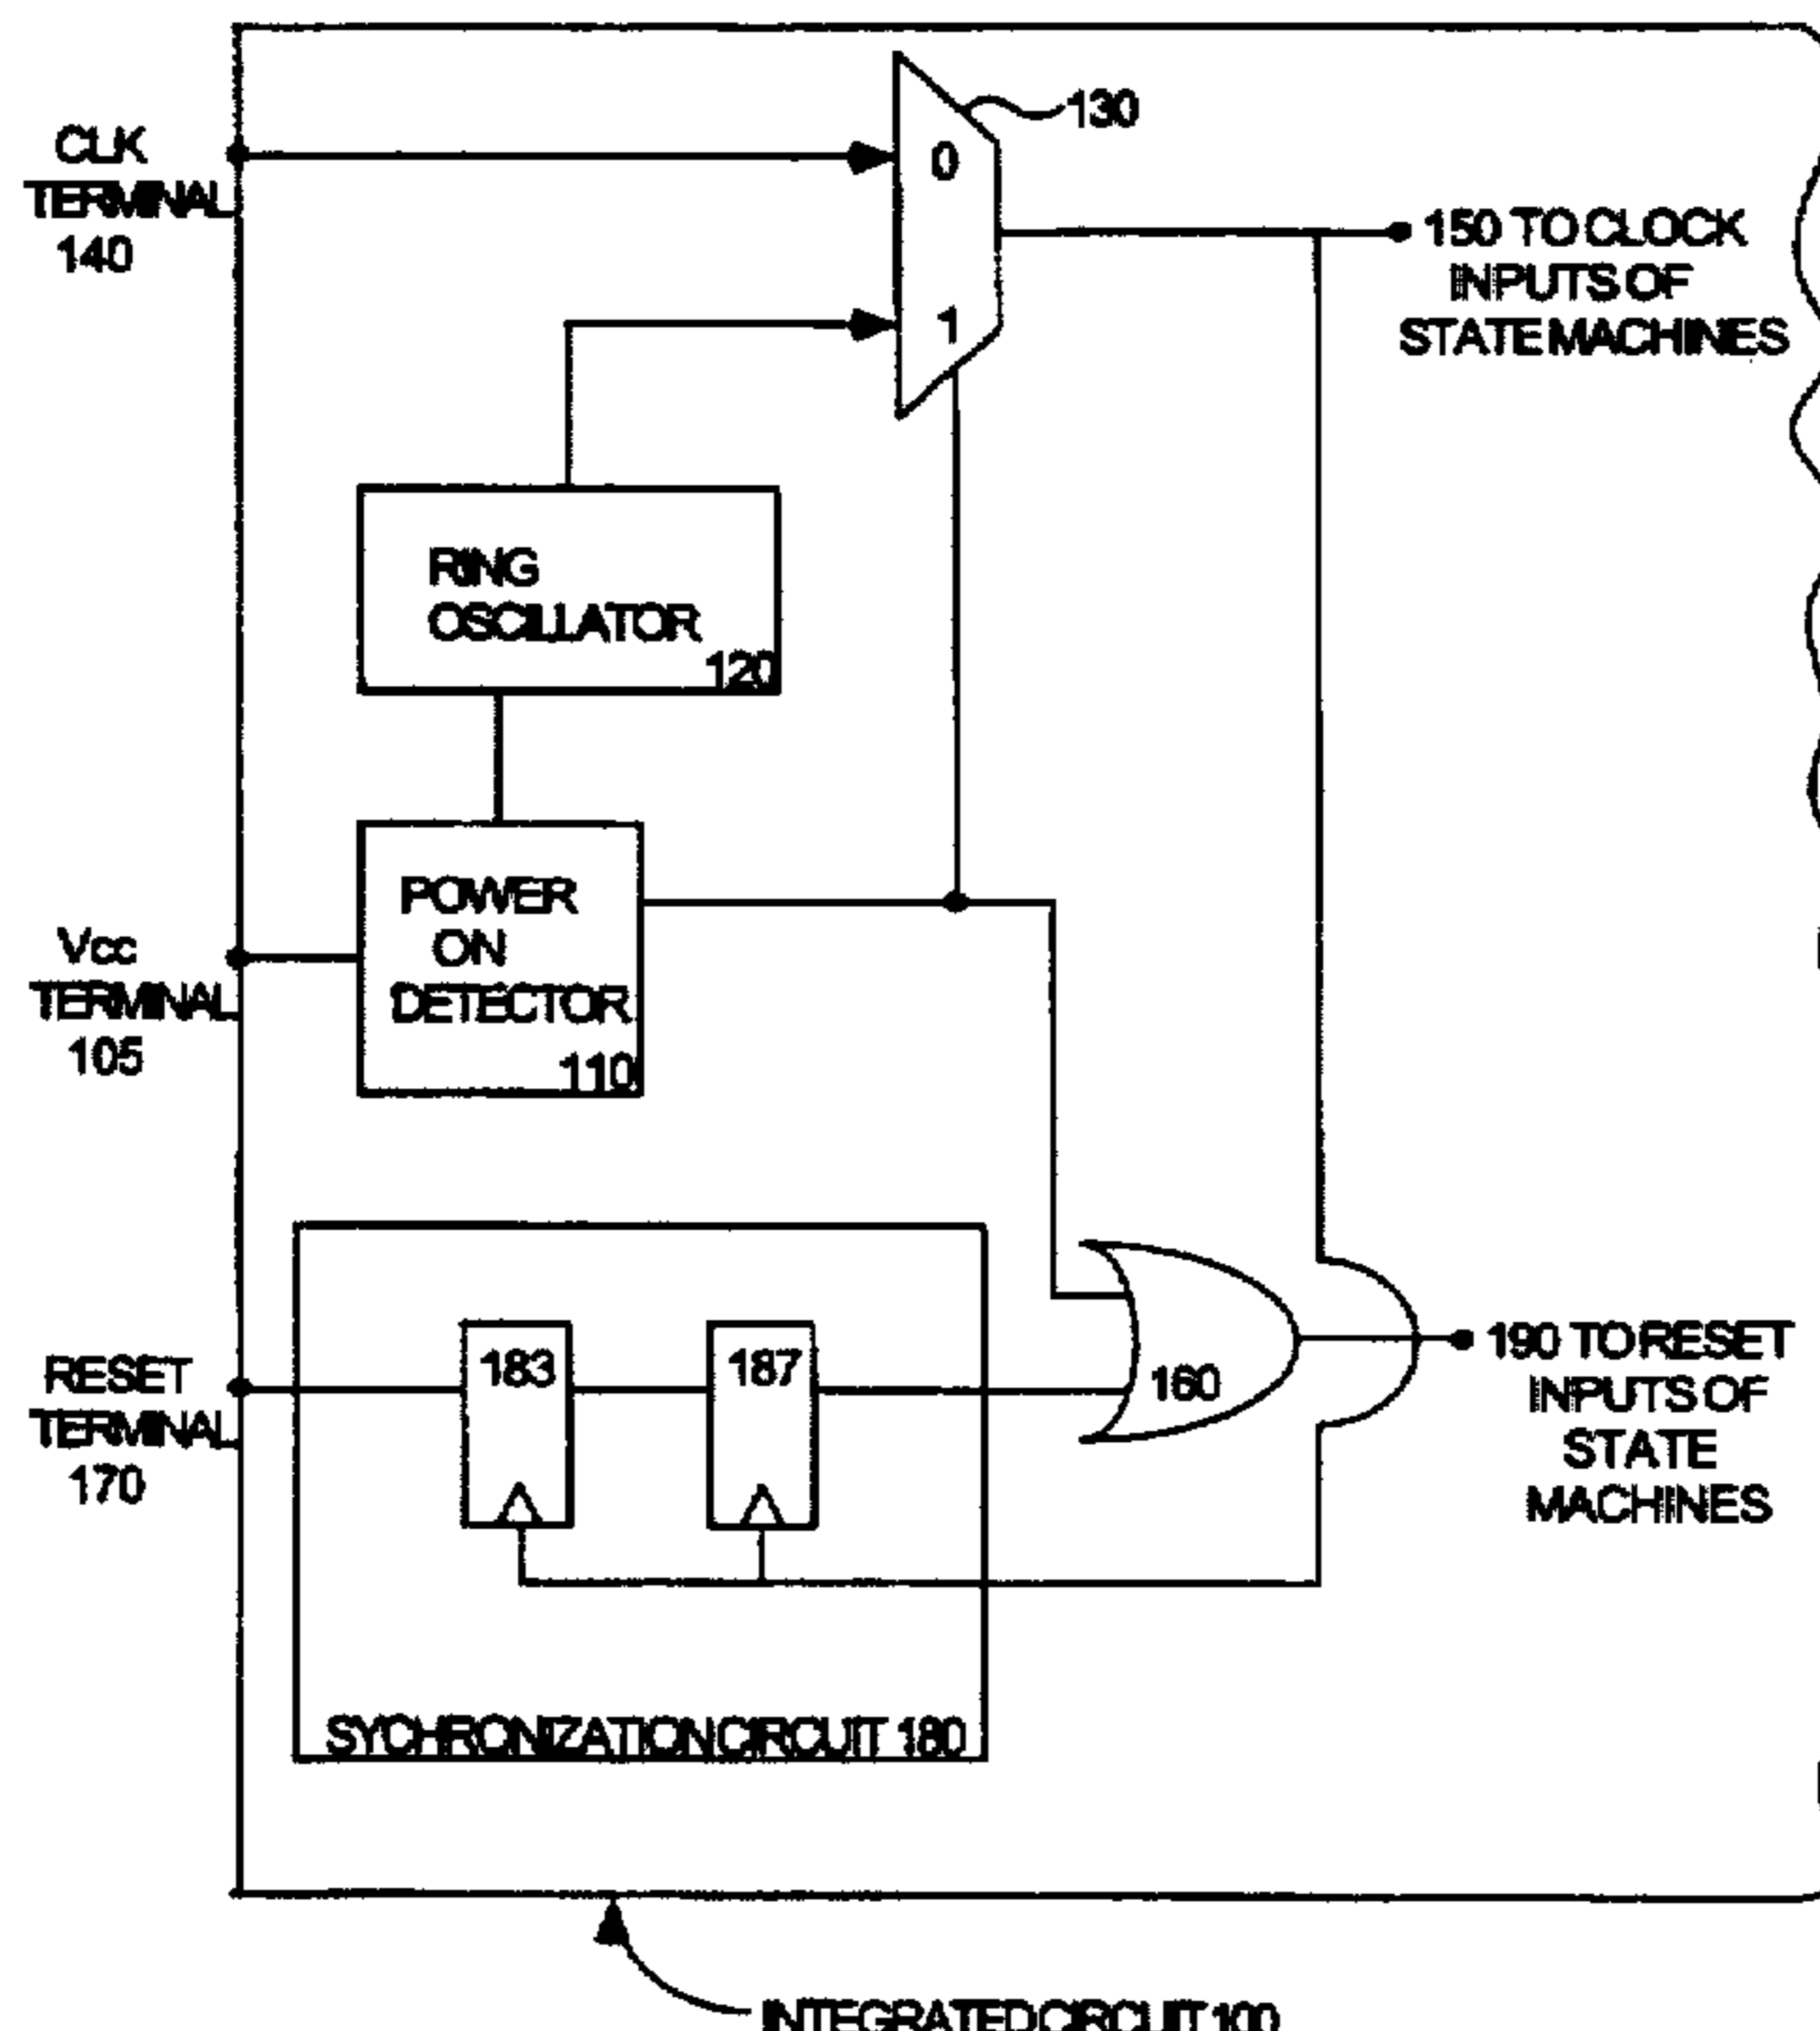 CLK
TERMINAL
140
130
0
1
150 TO CLOCK
INPUTS OF
STATE MACHINES
RING
OSCILLATOR
120
Vcc
TERMINAL
105
POWER
ON
DETECTOR
110
RESET
TERMINAL
170
183
187
160
190 TO RESET
INPUTS OF
STATE
MACHINES
SYCHRONIZATION CIRCUIT 180
INTEGRATED CIRCUIT 100